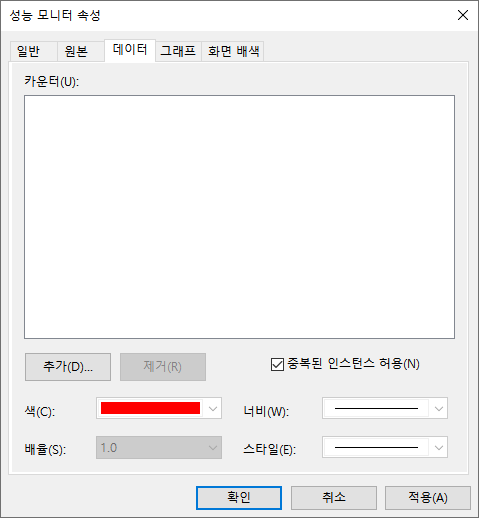 성능 모니터 속성
일반 원본 데이터 그래프 화면 배색
카운터(U):
추가(D)... 제거(R) 중복된 인스턴스 허용(N)
색(C): 너비(W):
배율(S): 1.0 스타일(E):
확인 취소 적용(A)